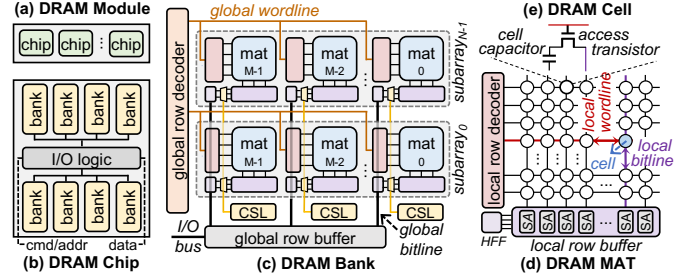 (a) DRAM Module
chip chip chip
bank bank bank bank
I/O logic
bank bank bank bank
cmd/addr data
(b) DRAM Chip
global wordline
global row decoder
mat M-1 mat M-2 mat 0
subarray N-1
mat M-1 mat M-2 mat 0
subarray 0
CSL CSL CSL
I/O
bus
global row buffer
global
bitline
(c) DRAM Bank
(e) DRAM Cell
cell
capacitor
access
transistor
local row decoder
local
wordline
cell
local
bitline
HFF
SA SA SA SA SA
local row buffer
(d) DRAM MAT